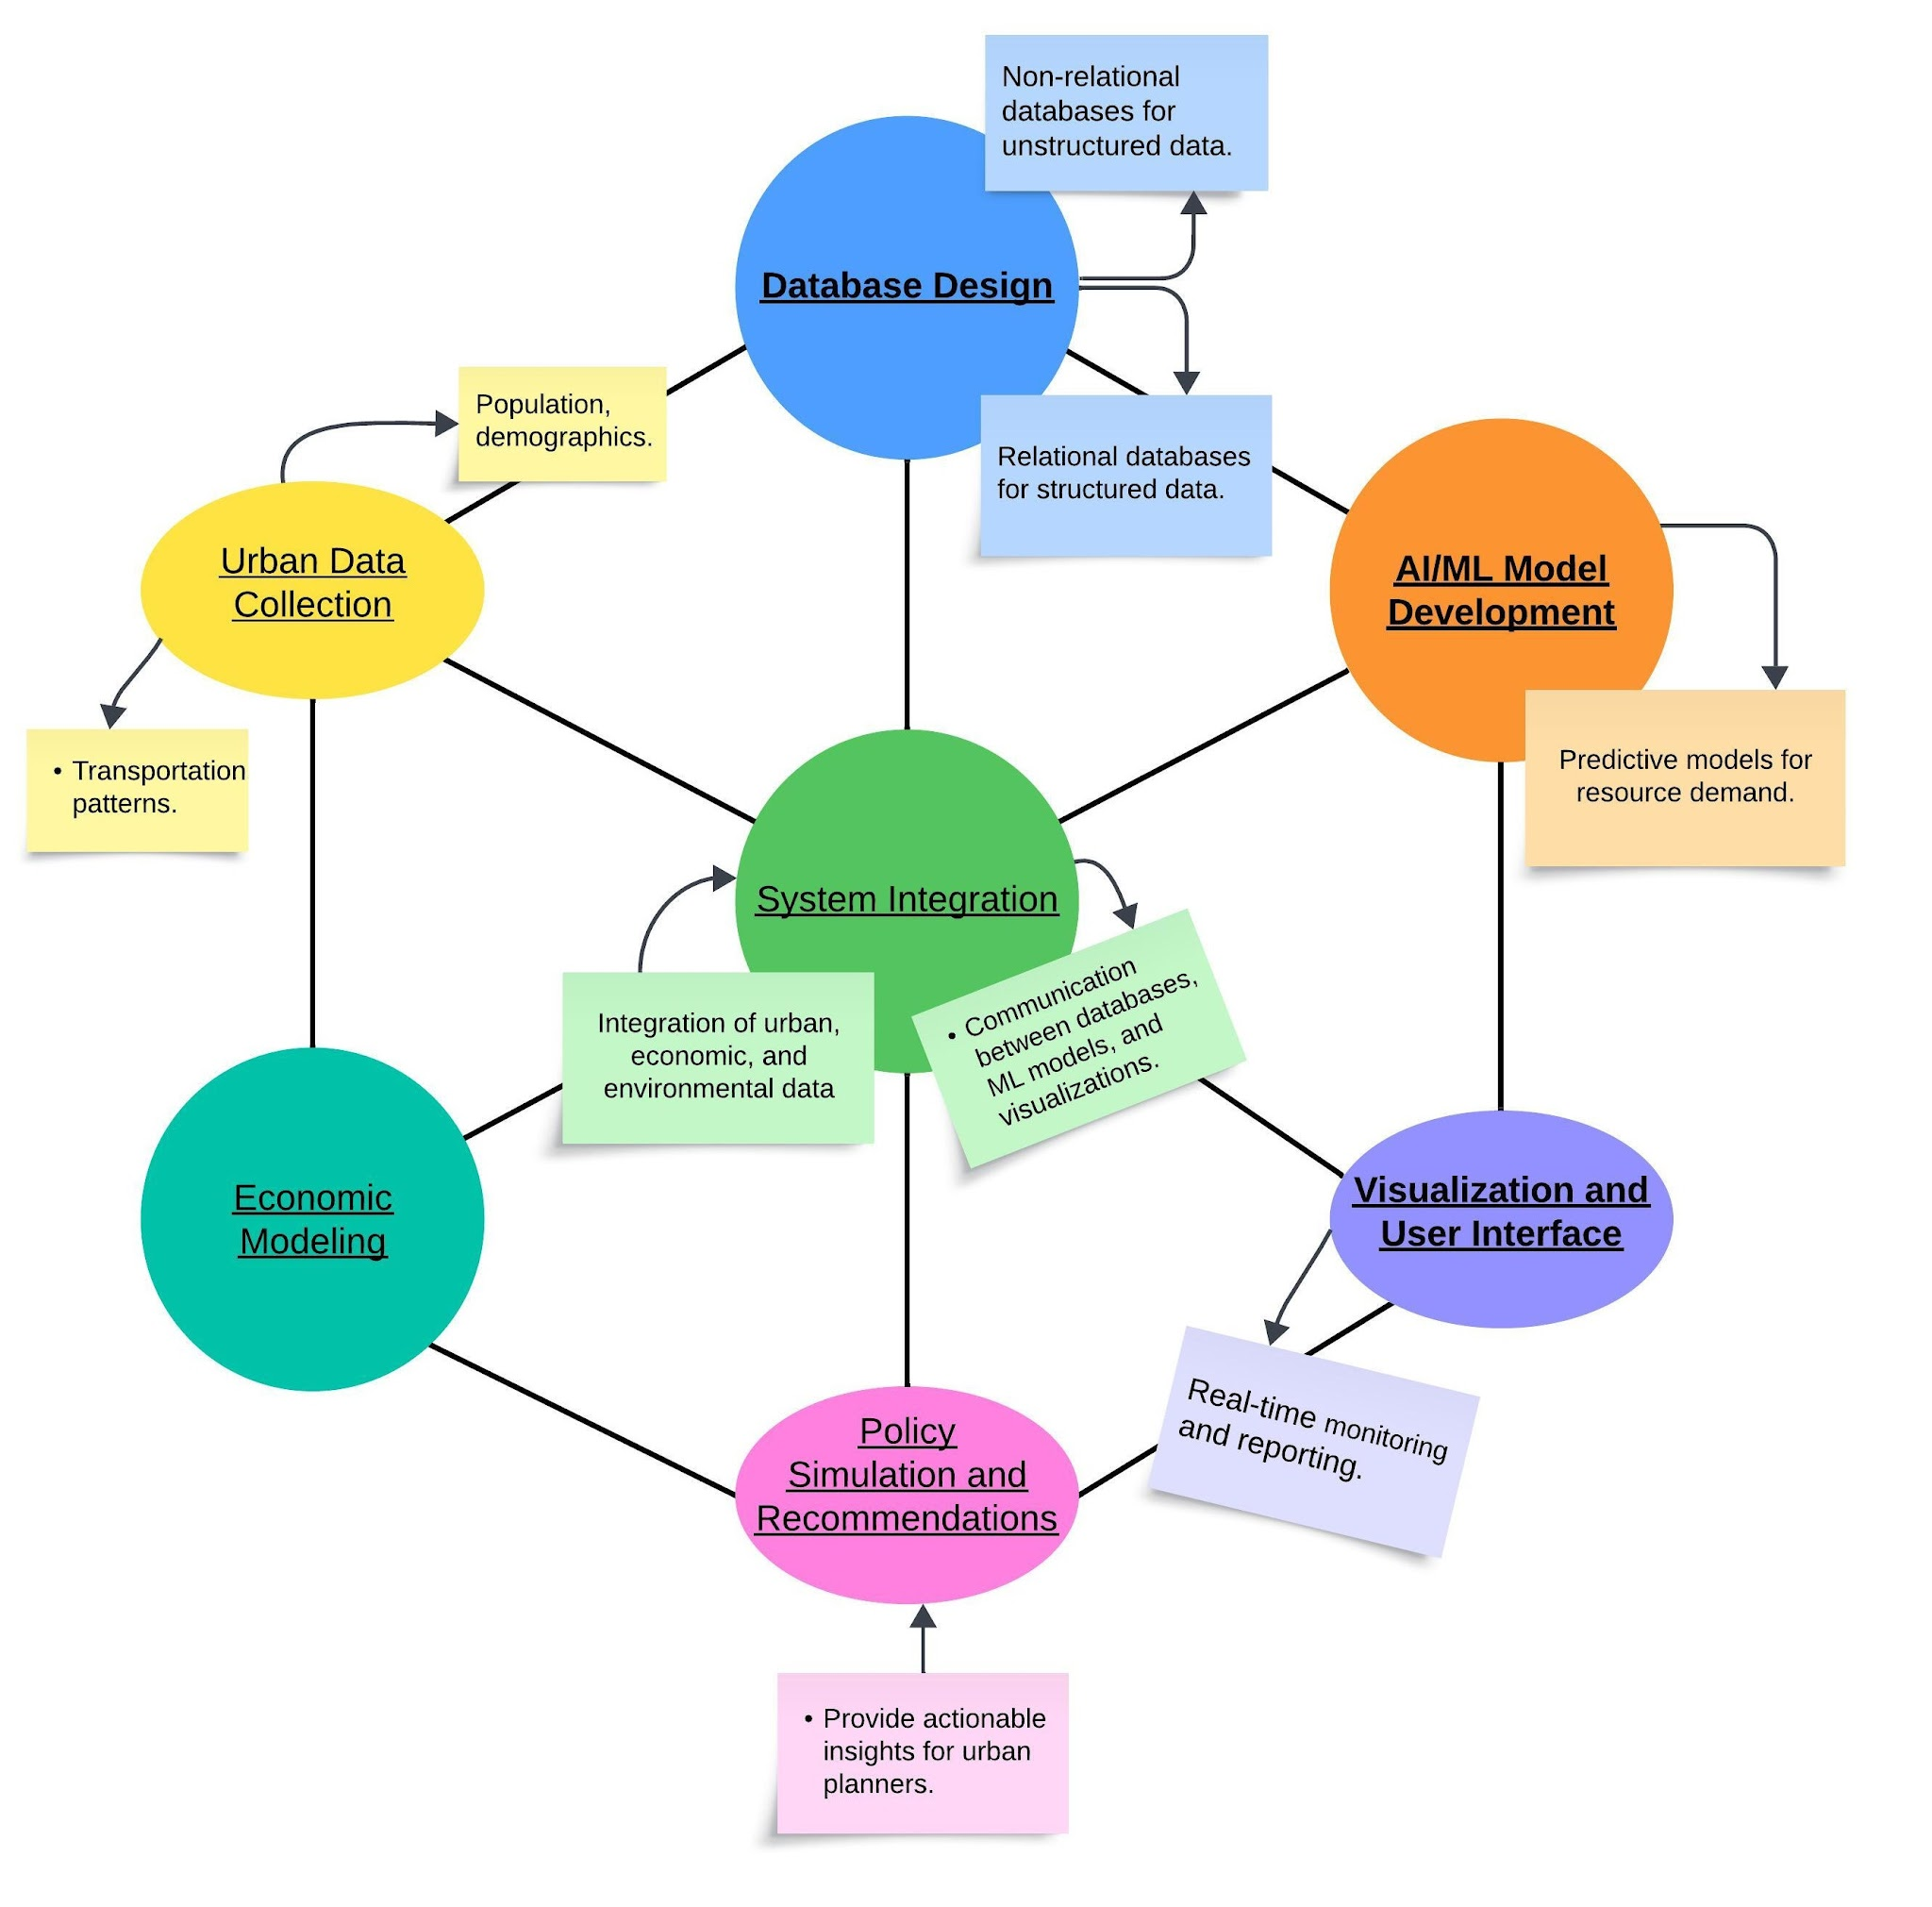 Non-relational
databases for
unstructured data.
Database Design
Population,
demographics.
Relational databases
for structured data.
Urban Data
Collection
AI/ML Model
Development
• Transportation
patterns.
Predictive models for
resource demand.
System Integration
Integration of urban,
economic, and
environmental data
• Communication
between databases,
ML models, and
visualizations.
Economic
Modeling
Visualization and
User Interface
Real-time monitoring
and reporting.
Policy
Simulation and
Recommendations
• Provide actionable
insights for urban
planners.